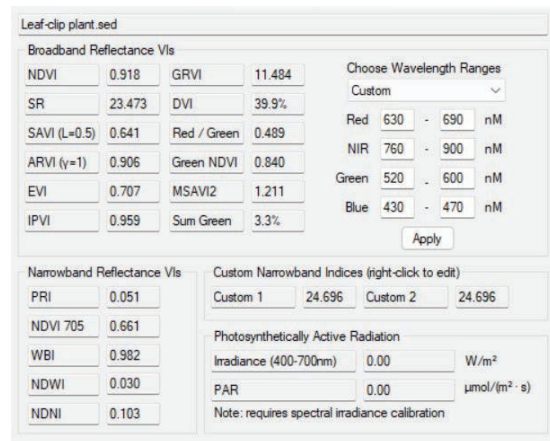 Leaf-clip plant.sed
Broadband Reflectance VIs
NDVI 0.918 GRVI 11.484
SR 23.473 DVI 39.9%
SAVI (L=0.5) 0.641 Red / Green 0.489
ARVI (γ=1) 0.906 Green NDVI 0.840
EVI 0.707 MSAVI2 1.211
IPVI 0.959 Sum Green 3.3%
Choose Wavelength Ranges
Custom
Red 630 - 690 nM
NIR 760 - 900 nM
Green 520 - 600 nM
Blue 430 - 470 nM
Apply
Narrowband Reflectance VIs
PRI 0.051
NDVI 705 0.661
WBI 0.982
NDWI 0.030
NDNI 0.103
Custom Narrowband Indices (right-click to edit)
Custom 1 24.696 Custom 2 24.696
Photosynthetically Active Radiation
Irradiance (400-700nm) 0.00 W/m²
PAR 0.00 μmol/(m² · s)
Note: requires spectral irradiance calibration